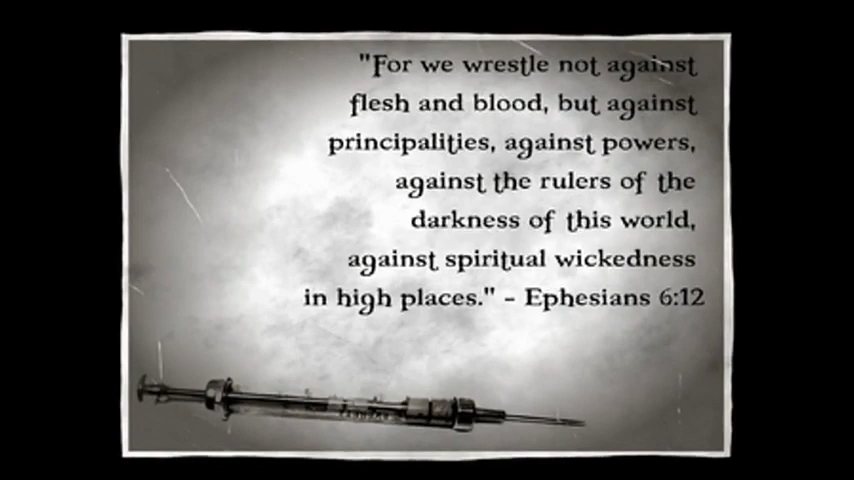 "For we wrestle not against
flesh and blood, but against
principalities, against powers,
against the rulers of the
darkness of this world,
against spiritual wickedness
in high places." - Ephesians 6:12